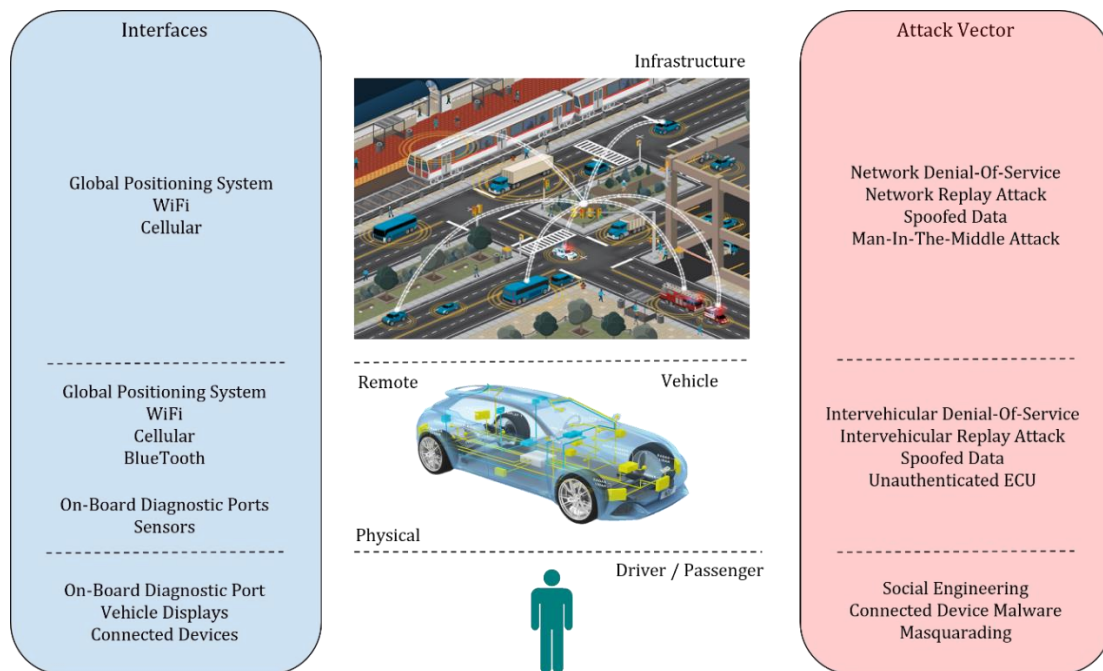 Interfaces
Attack Vector
Infrastructure
Global Positioning System
WiFi
Cellular
Network Denial-Of-Service
Network Replay Attack
Spoofed Data
Man-In-The-Middle Attack
Remote
Vehicle
Global Positioning System
WiFi
Cellular
BlueTooth
On-Board Diagnostic Ports
Sensors
Intervehicular Denial-Of-Service
Intervehicular Replay Attack
Spoofed Data
Unauthenticated ECU
Physical
Driver / Passenger
On-Board Diagnostic Port
Vehicle Displays
Connected Devices
Social Engineering
Connected Device Malware
Masquarading